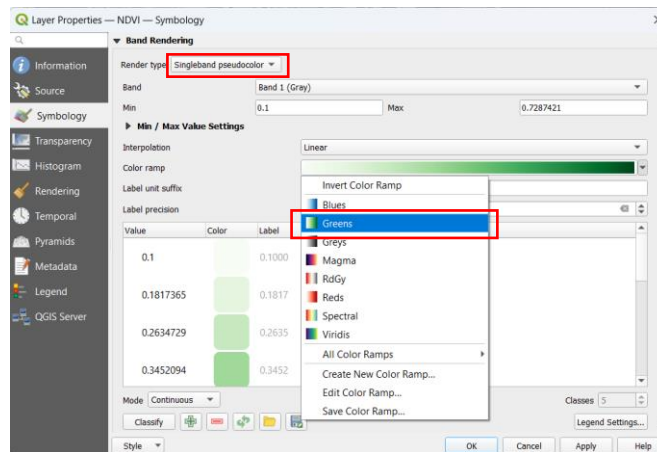 Layer Properties — NDVI — Symbology
Information
Source
Symbology
Transparency
Histogram
Rendering
Temporal
Pyramids
Metadata
Legend
QGIS Server
Band Rendering
Render type Singleband pseudocolor
Band Band 1 (Gray)
Min 0.1 Max 0.7287421
Min / Max Value Settings
Interpolation Linear
Color ramp
Label unit suffix
Label precision
Invert Color Ramp
Blues
Greens
Greys
Magma
RdGy
Reds
Spectral
Viridis
All Color Ramps
Create New Color Ramp...
Edit Color Ramp...
Save Color Ramp...
Value Color Label
0.1 0.1000
0.1817365 0.1817
0.2634729 0.2635
0.3452094 0.3452
Mode Continuous Classes 5
Classify Legend Settings...
Style OK Cancel Apply Help